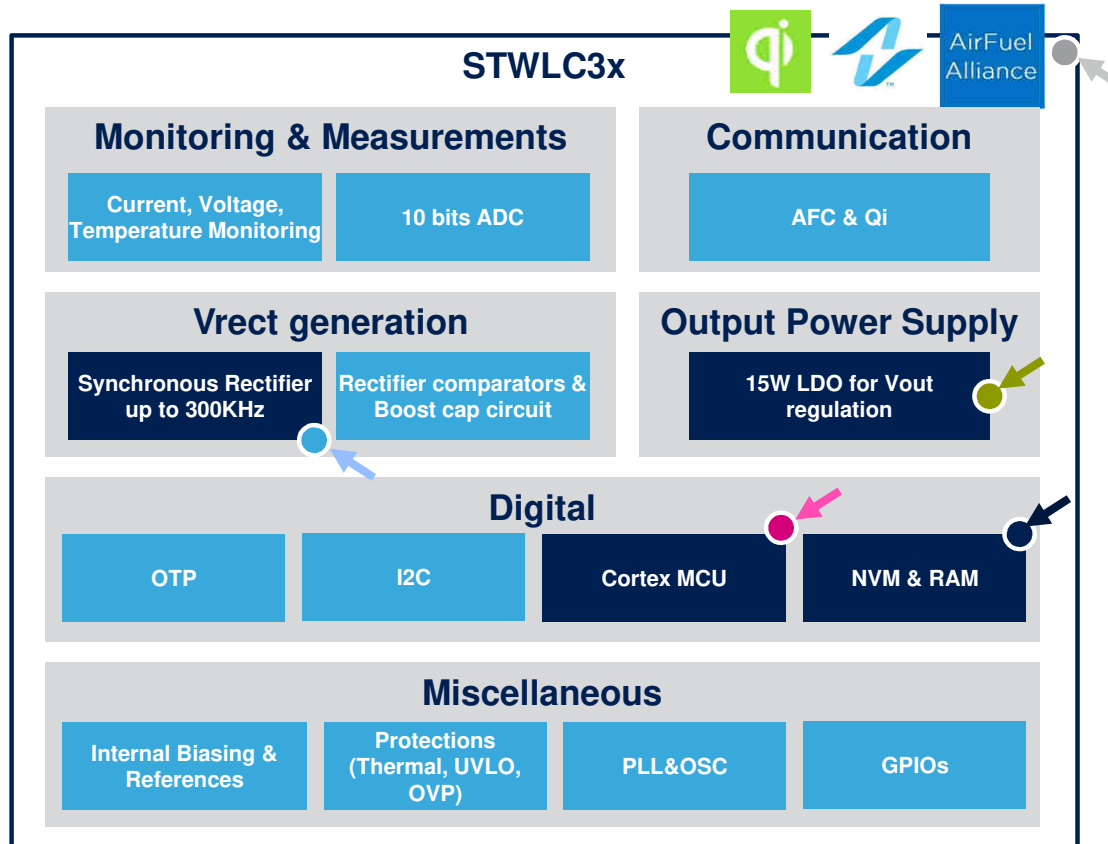 STWLC3x
qi
TM
AirFuel
Alliance
Monitoring & Measurements
Current, Voltage,
Temperature Monitoring
10 bits ADC
Communication
AFC & Qi
Vrect generation
Synchronous Rectifier
up to 300KHz
Rectifier comparators &
Boost cap circuit
Output Power Supply
15W LDO for Vout
regulation
Digital
OTP
I2C
Cortex MCU
NVM & RAM
Miscellaneous
Internal Biasing &
References
Protections
(Thermal, UVLO,
OVP)
PLL&OSC
GPIOs